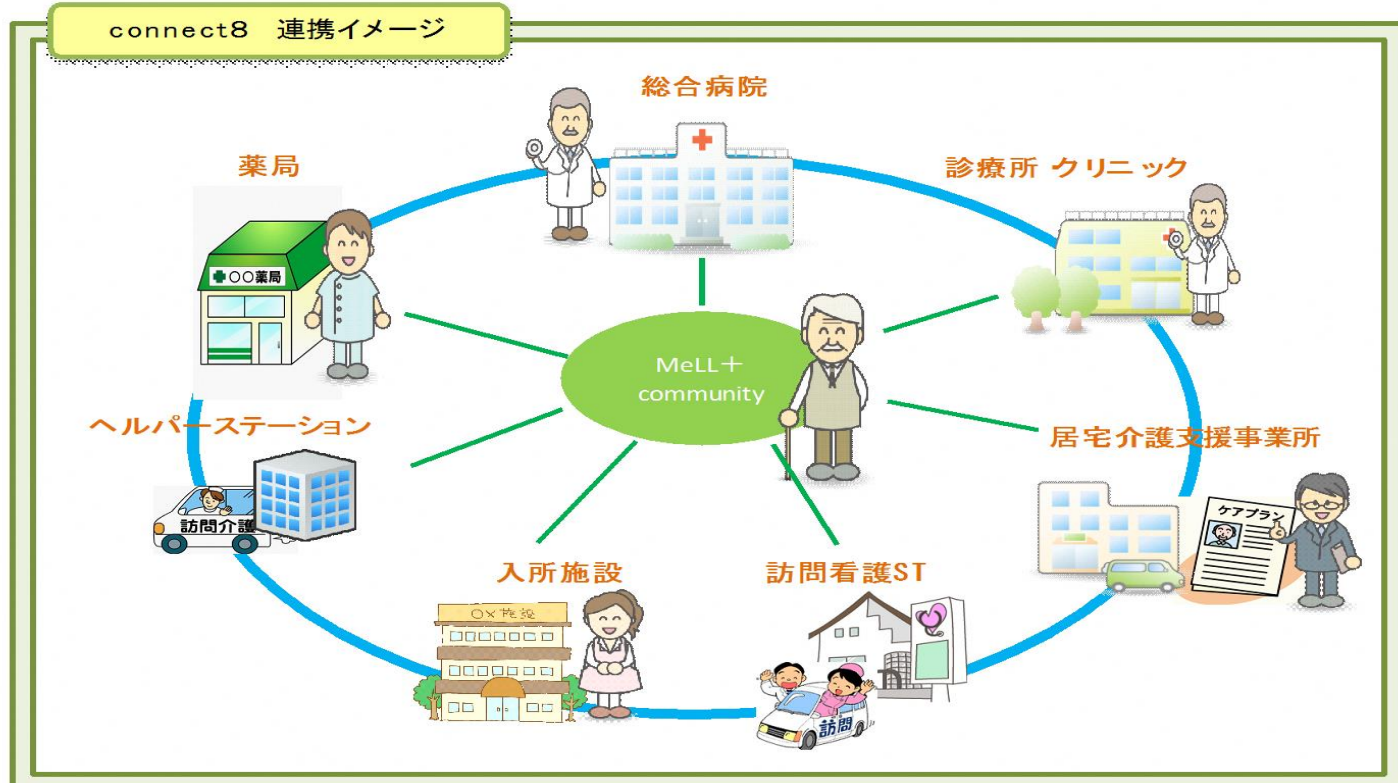 connect8 連携イメージ
総合病院
薬局
診療所 クリニック
〇〇薬局
MeLL＋
community
ヘルパーステーション
居宅介護支援事業所
訪問介護
ケアプラン
入所施設
訪問看護ST
〇×施設
訪問